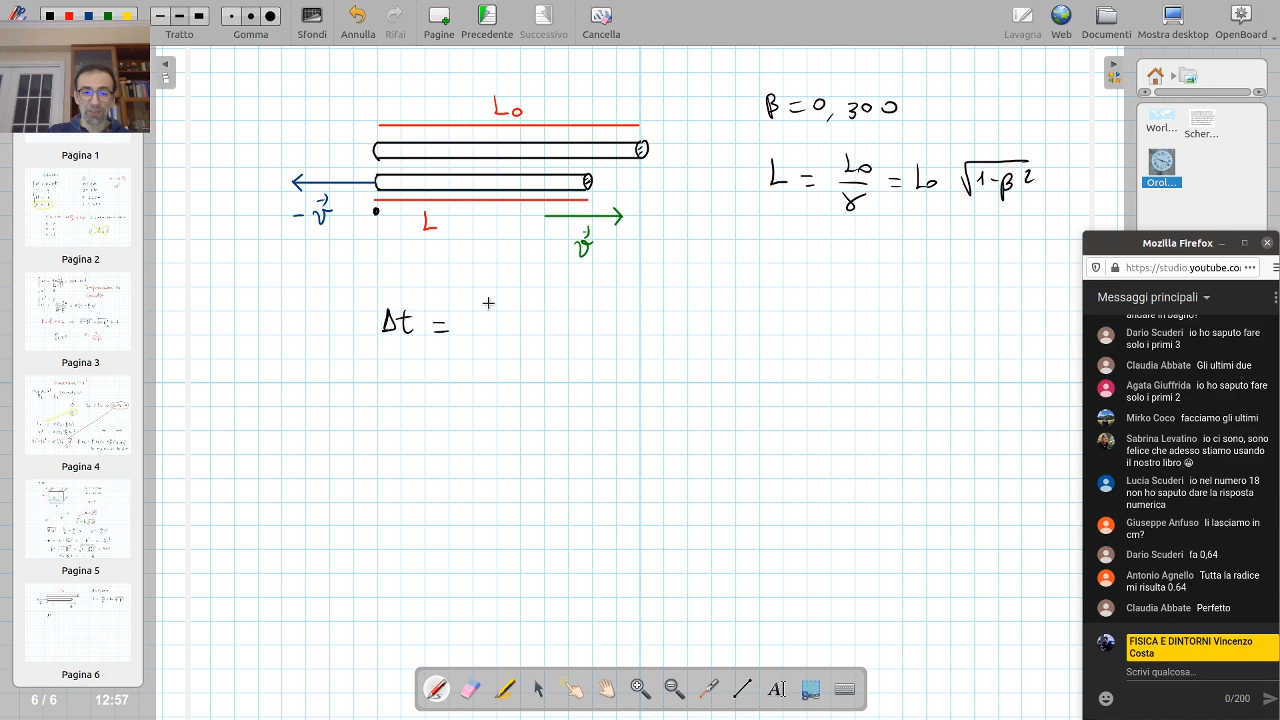 Tratto
Gomma
Sfondi
Annulla
Rifai
Pagine
Precedente
Successivo
Cancella
Lavagna
Web
Documenti
Mostra desktop
OpenBoard
Pagina 1
Pagina 2
Pagina 3
Pagina 4
Pagina 5
Pagina 6
6 / 6
12:57
L₀
-v⃗
L
v⃗
Δt =
β = 0,300
L = L₀/γ = L₀ √(1-β²)
Worl...
Scher...
Orol...
Mozilla Firefox
https://studio.youtube.co
Messaggi principali
andare in bagno?
Dario Scuderi io ho saputo fare
solo i primi 3
Claudia Abbate Gli ultimi due
Agata Giuffrida io ho saputo fare
solo i primi 2
Mirko Coco facciamo gli ultimi
Sabrina Levatino io ci sono, sono
felice che adesso stiamo usando
il nostro libro 😀
Lucia Scuderi io nel numero 18
non ho saputo dare la risposta
numerica
Giuseppe Anfuso li lasciamo in
cm?
Dario Scuderi fa 0,64
Antonio Agnello Tutta la radice
mi risulta 0.64
Claudia Abbate Perfetto
FISICA E DINTORNI Vincenzo
Costa
Scrivi qualcosa...
0/200